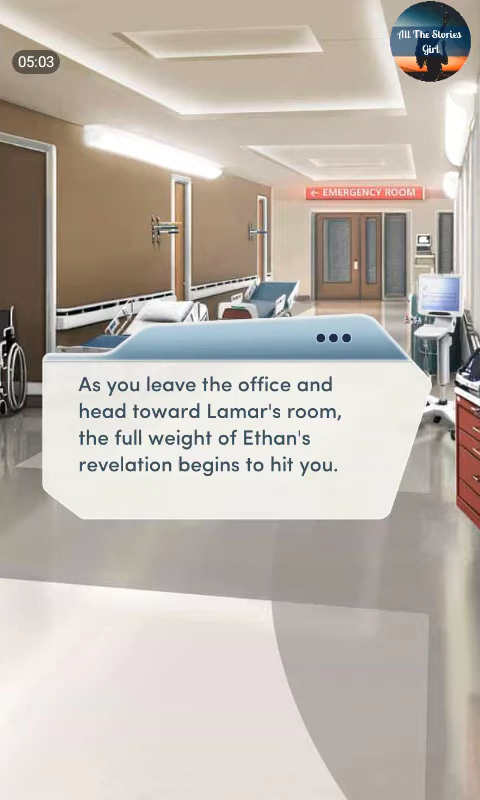 05:03
All The Stories
Girl
← EMERGENCY ROOM
As you leave the office and
head toward Lamar's room,
the full weight of Ethan's
revelation begins to hit you.